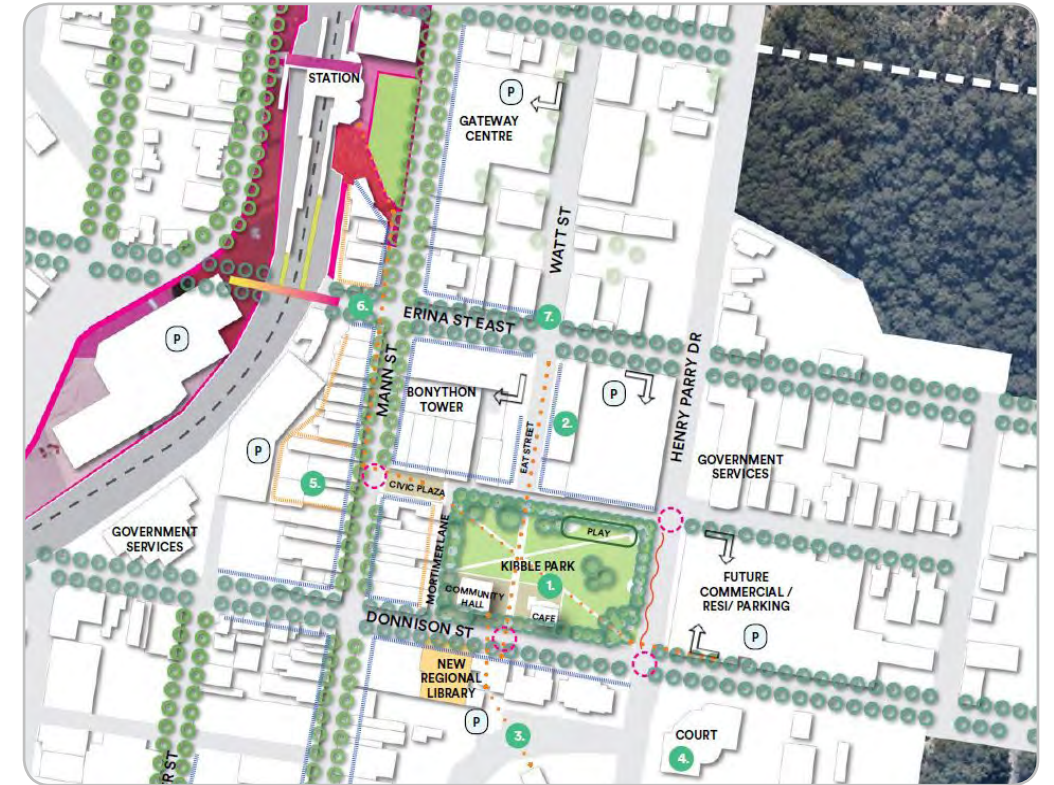 STATION
P
GATEWAY
CENTRE
WATT ST
6.
ERINA ST EAST
7.
P
MANN ST
HENRY PARRY DR
BONYTHON
TOWER
P
2.
EAT STREET
P
GOVERNMENT
SERVICES
5.
CIVIC PLAZA
GOVERNMENT
SERVICES
PLAY
MORTIMER LANE
KIBBLE PARK
1.
COMMUNITY
HALL
CAFE
FUTURE
COMMERCIAL /
RESI/ PARKING
P
DONNISON ST
NEW
REGIONAL
LIBRARY
P
3.
COURT
4.
R ST